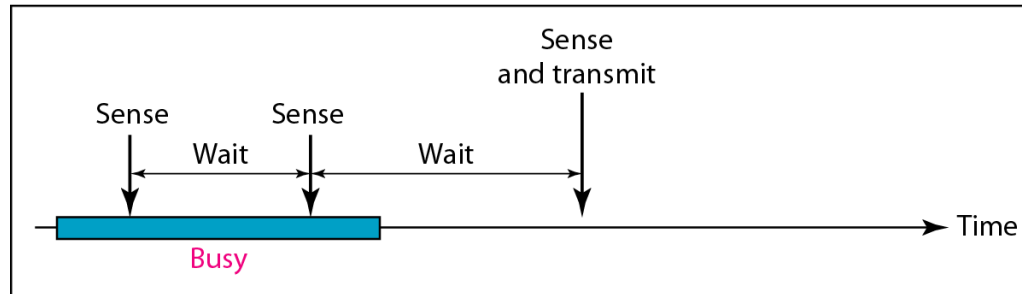 Sense
and transmit
Sense
Sense
Wait
Wait
Time
Busy